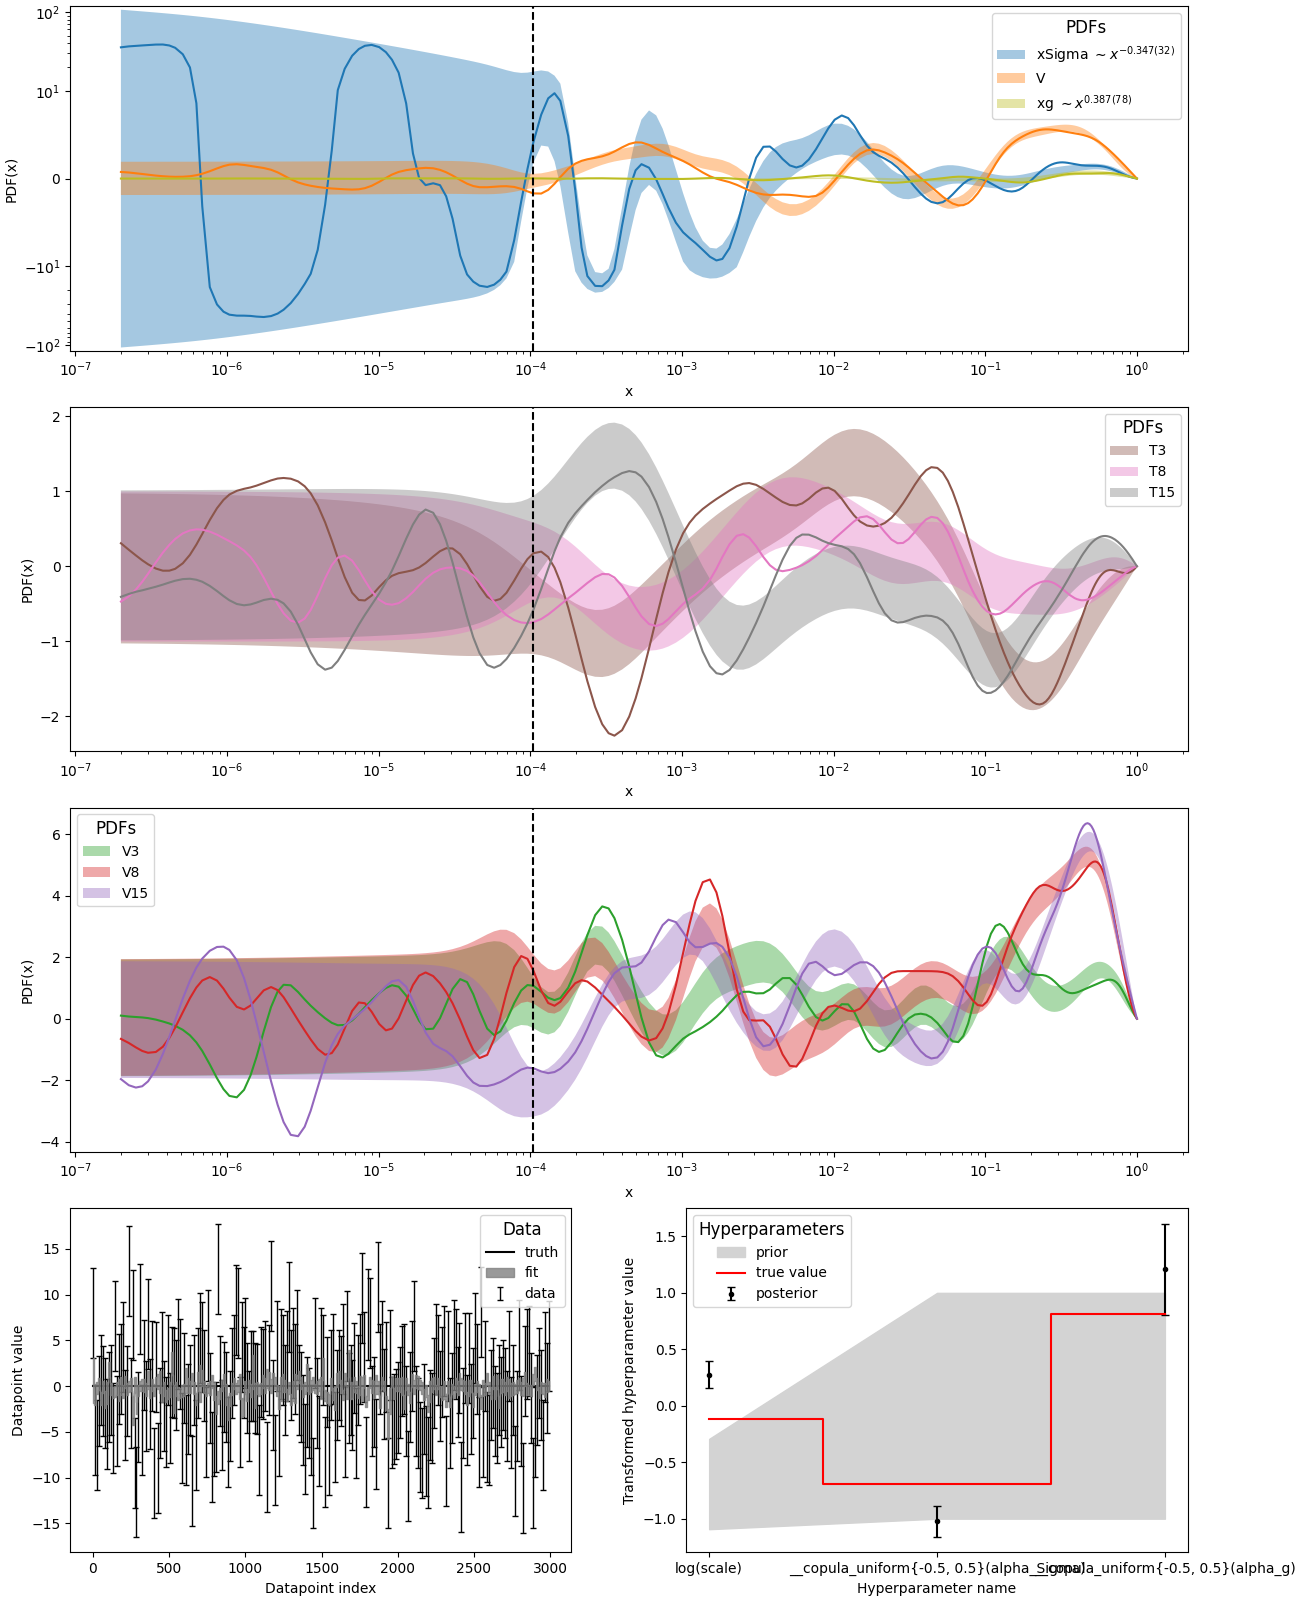 PDF(x)
10²
10¹
0
−10¹
−10²
PDFs
xSigma ~x^−0.347(32)
V
xg ~x^0.387(78)
10⁻⁷ 10⁻⁶ 10⁻⁵ 10⁻⁴ 10⁻³ 10⁻² 10⁻¹ 10⁰
x
PDF(x)
2
1
0
−1
−2
PDFs
T3
T8
T15
10⁻⁷ 10⁻⁶ 10⁻⁵ 10⁻⁴ 10⁻³ 10⁻² 10⁻¹ 10⁰
x
PDF(x)
6
4
2
0
−2
−4
PDFs
V3
V8
V15
10⁻⁷ 10⁻⁶ 10⁻⁵ 10⁻⁴ 10⁻³ 10⁻² 10⁻¹ 10⁰
x
Datapoint value
15
10
5
0
−5
−10
−15
Data
truth
fit
data
0 500 1000 1500 2000 2500 3000
Datapoint index
Transformed hyperparameter value
1.5
1.0
0.5
0.0
−0.5
−1.0
Hyperparameters
prior
true value
posterior
log(scale) __copula_uniform{-0.5, 0.5}(alpha_Sigma) __copula_uniform{-0.5, 0.5}(alpha_g)
Hyperparameter name